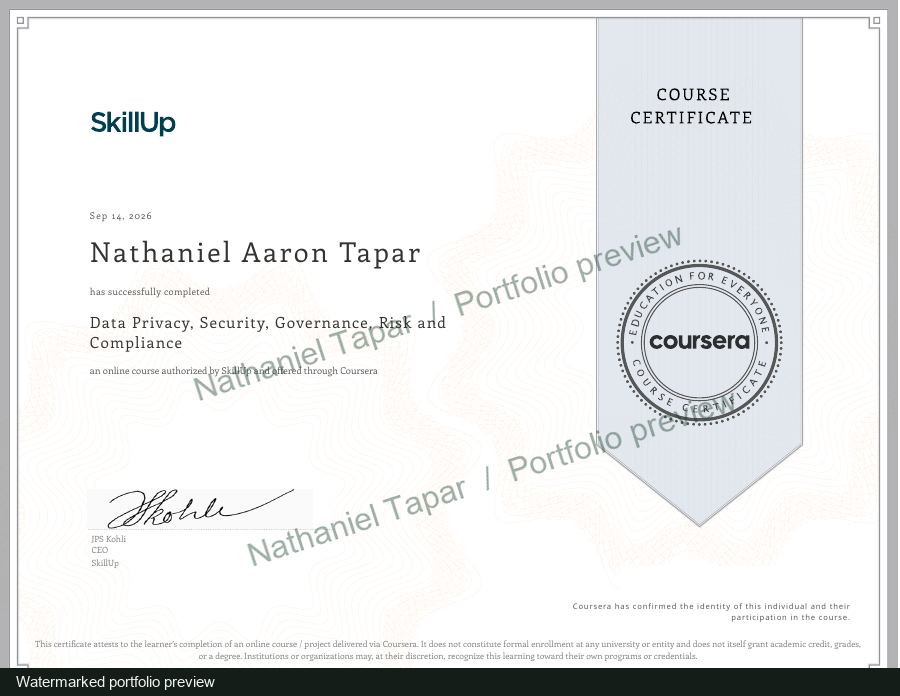 COURSE
CERTIFICATE
SkillUp
Sep 14, 2026
Nathaniel Aaron Tapar
has successfully completed
Data Privacy, Security, Governance, Risk and
Compliance
an online course authorized by SkillUp and offered through Coursera
EDUCATION FOR EVERYONE
coursera
COURSE CERTIFICATE
Nathaniel Tapar / Portfolio preview
Nathaniel Tapar / Portfolio preview
JPS Kohli
CEO
SkillUp
Coursera has confirmed the identity of this individual and their
participation in the course.
This certificate attests to the learner's completion of an online course / project delivered via Coursera. It does not constitute formal enrollment at any university or entity and does not itself grant academic credit, grades,
or a degree. Institutions or organizations may, at their discretion, recognize this learning toward their own programs or credentials.
Watermarked portfolio preview